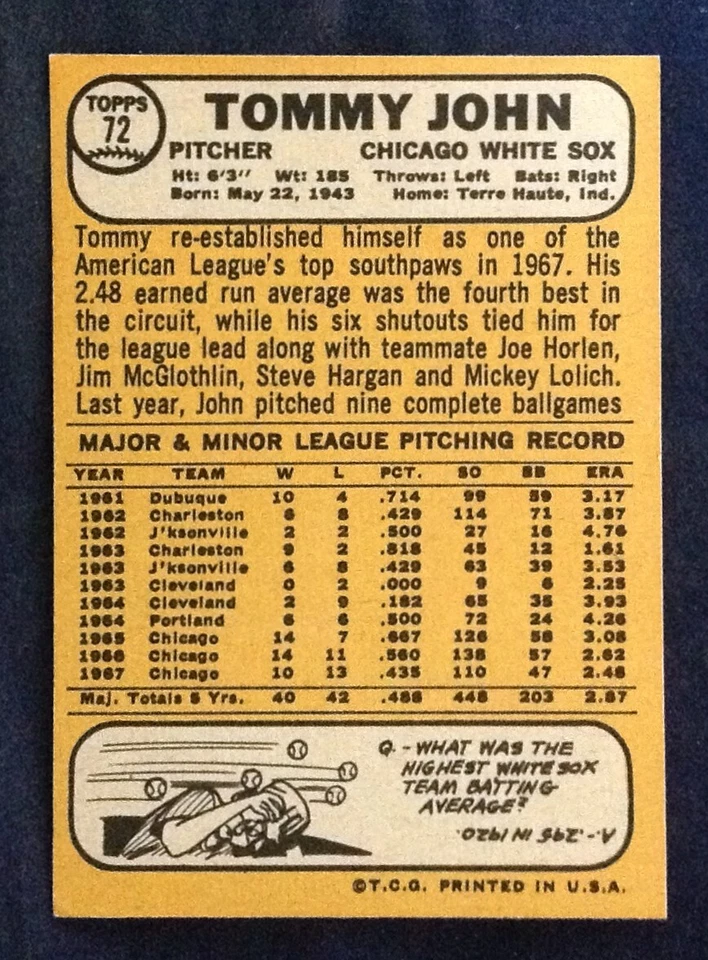 TOPPS
72
TOMMY JOHN
PITCHER CHICAGO WHITE SOX
Ht: 6'3" Wt: 185 Throws: Left Bats: Right
Born: May 22, 1943 Home: Terre Haute, Ind.
Tommy re-established himself as one of the
American League's top southpaws in 1967. His
2.48 earned run average was the fourth best in
the circuit, while his six shutouts tied him for
the league lead along with teammate Joe Horlen,
Jim McGlothlin, Steve Hargan and Mickey Lolich.
Last year, John pitched nine complete ballgames
MAJOR & MINOR LEAGUE PITCHING RECORD
YEAR TEAM W L PCT. SO BB ERA
1961 Dubuque 10 4 .714 99 59 3.17
1962 Charleston 6 8 .429 114 71 3.87
1962 J'ksonville 2 2 .500 27 16 4.76
1963 Charleston 9 2 .818 45 12 1.61
1963 J'ksonville 6 8 .429 63 39 3.53
1963 Cleveland 0 2 .000 9 6 2.25
1964 Cleveland 2 9 .182 65 35 3.93
1964 Portland 6 6 .500 72 24 4.26
1965 Chicago 14 7 .667 126 58 3.08
1966 Chicago 14 11 .560 138 57 2.62
1967 Chicago 10 13 .435 110 47 2.48
Maj. Totals 5 Yrs. 40 42 .488 448 203 2.87
Q.-WHAT WAS THE
HIGHEST WHITE SOX
TEAM BATTING
AVERAGE?
A.-.295 IN 1920.
©T.C.G. PRINTED IN U.S.A.